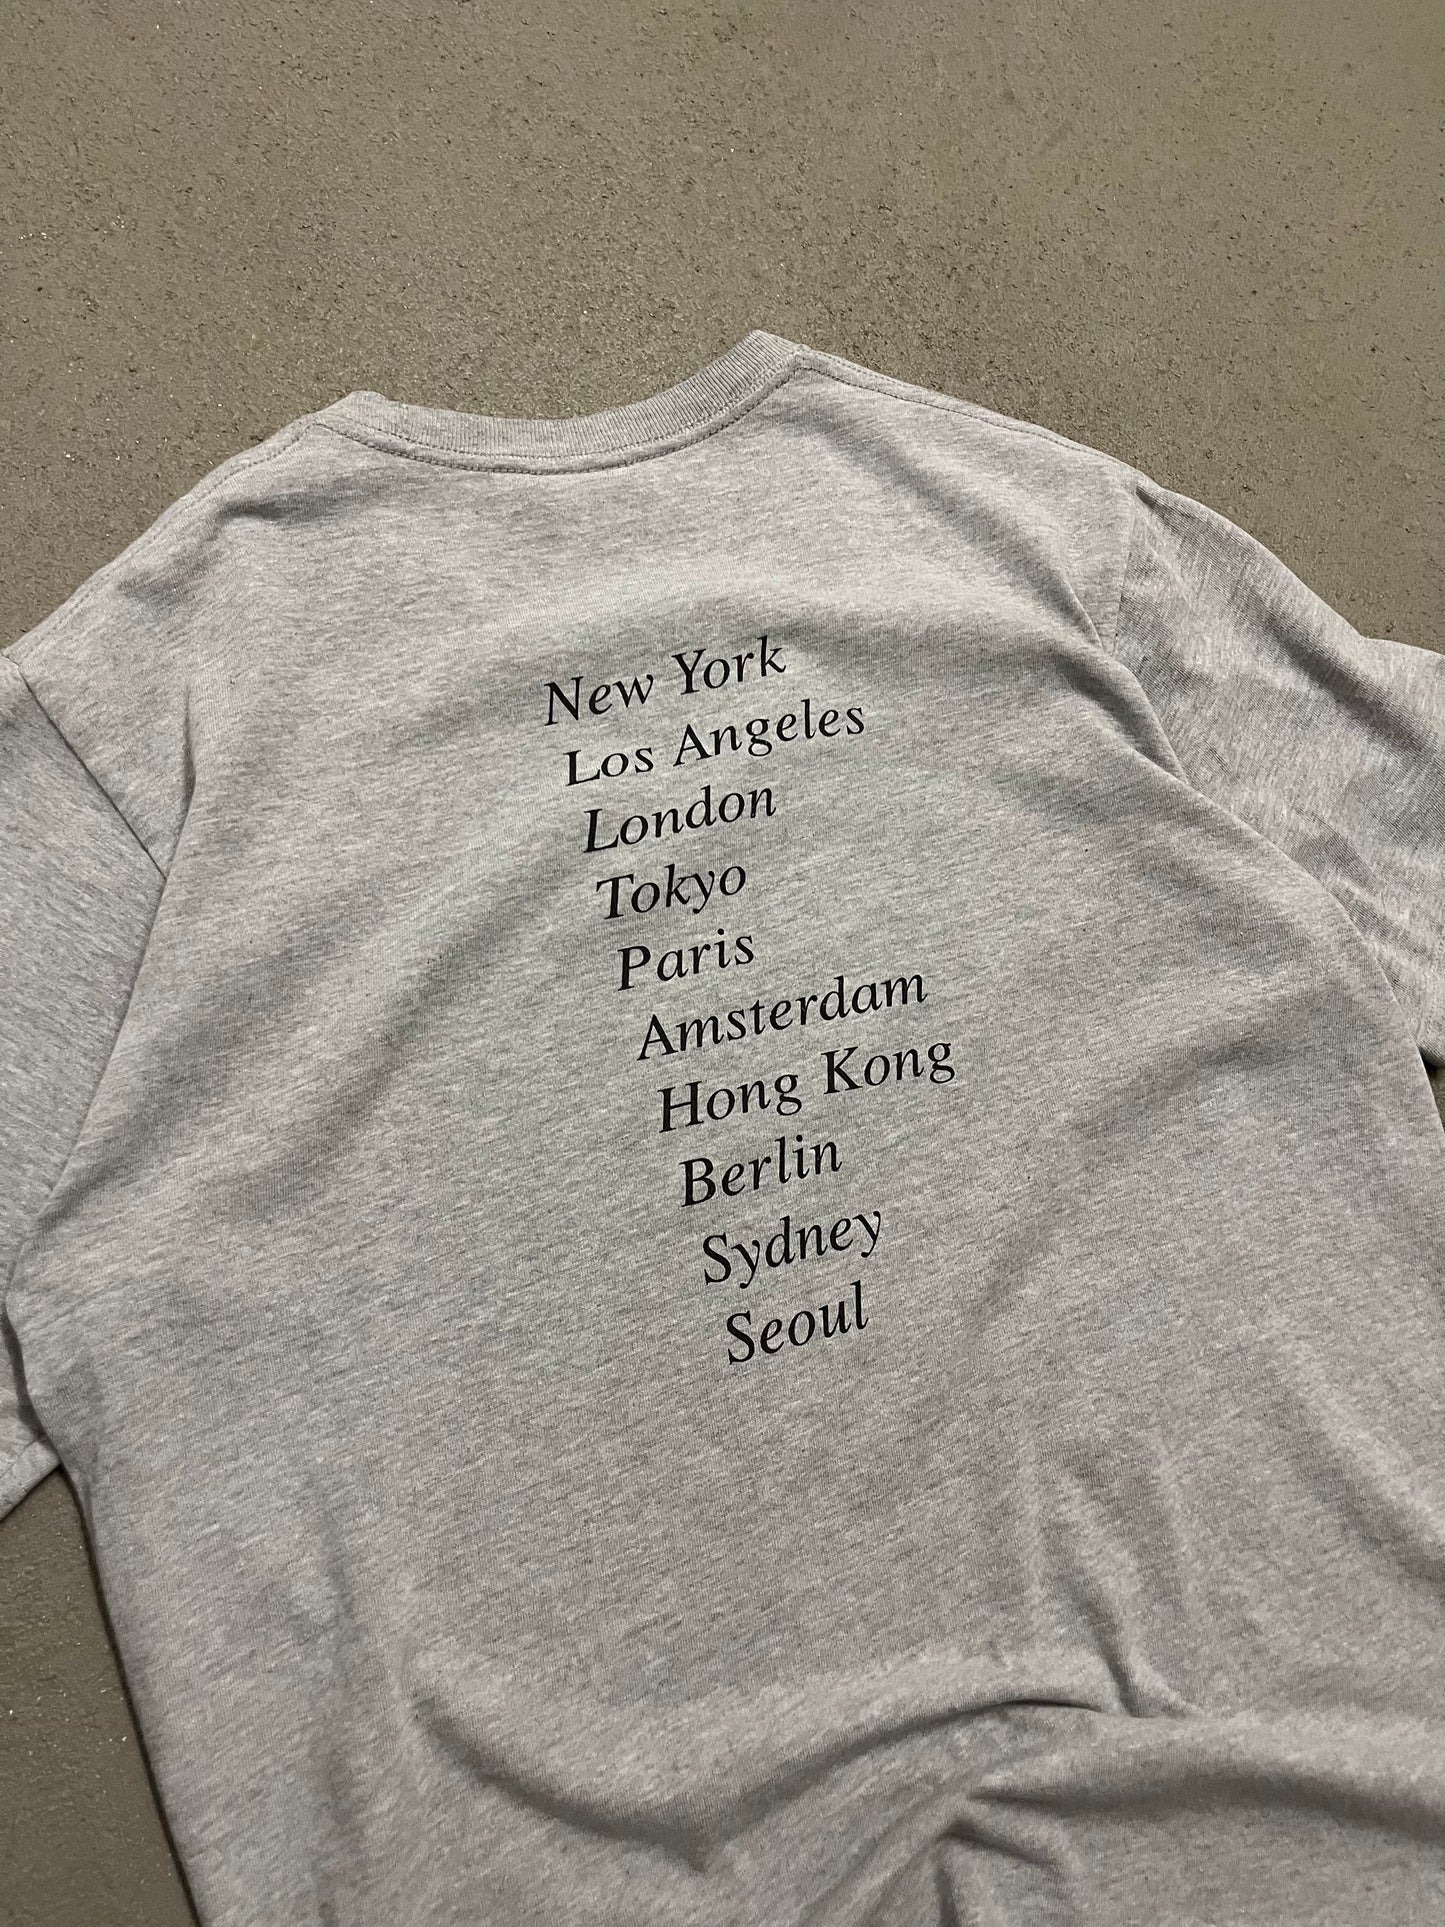 New York
Los Angeles
London
Tokyo
Paris
Amsterdam
Hong Kong
Berlin
Sydney
Seoul